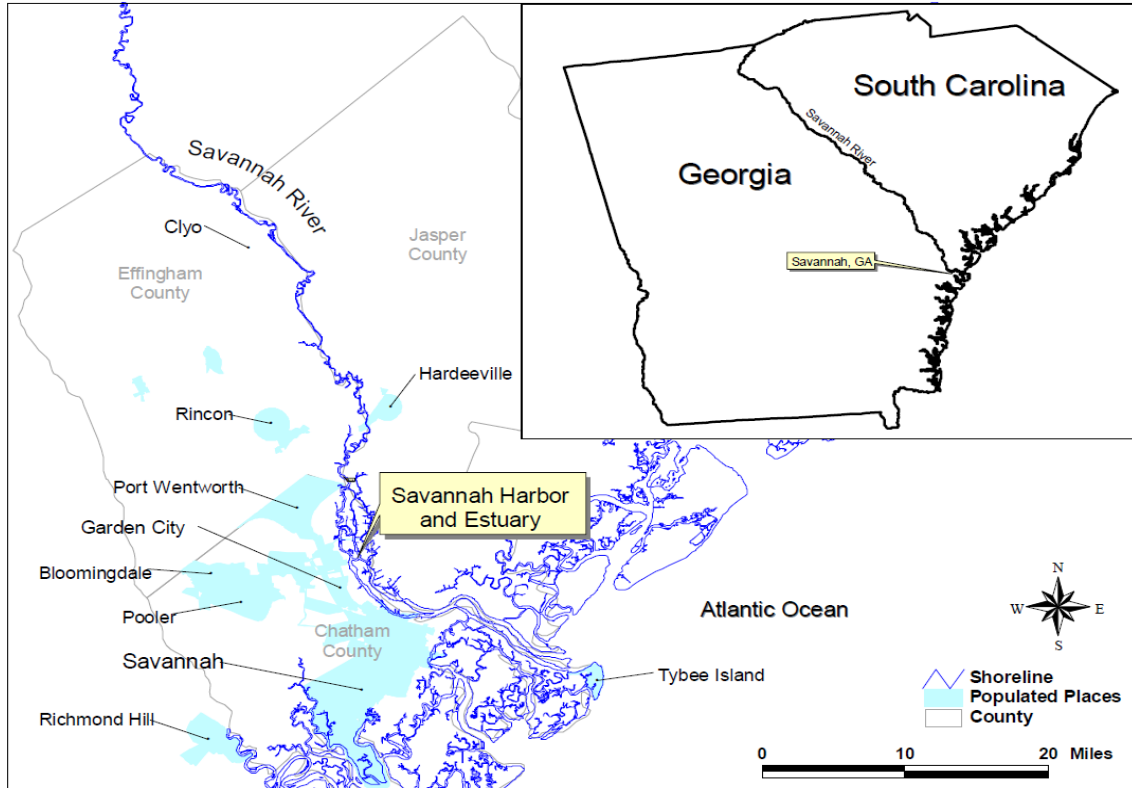 Savannah River
Clyo
Effingham
County
Jasper
County
Hardeeville
Rincon
Port Wentworth
Savannah Harbor
and Estuary
Garden City
Bloomingdale
Pooler
Chatham
County
Savannah
Richmond Hill
Tybee Island
Atlantic Ocean
South Carolina
Savannah River
Georgia
Savannah, GA
N
W
E
S
Shoreline
Populated Places
County
0 10 20 Miles